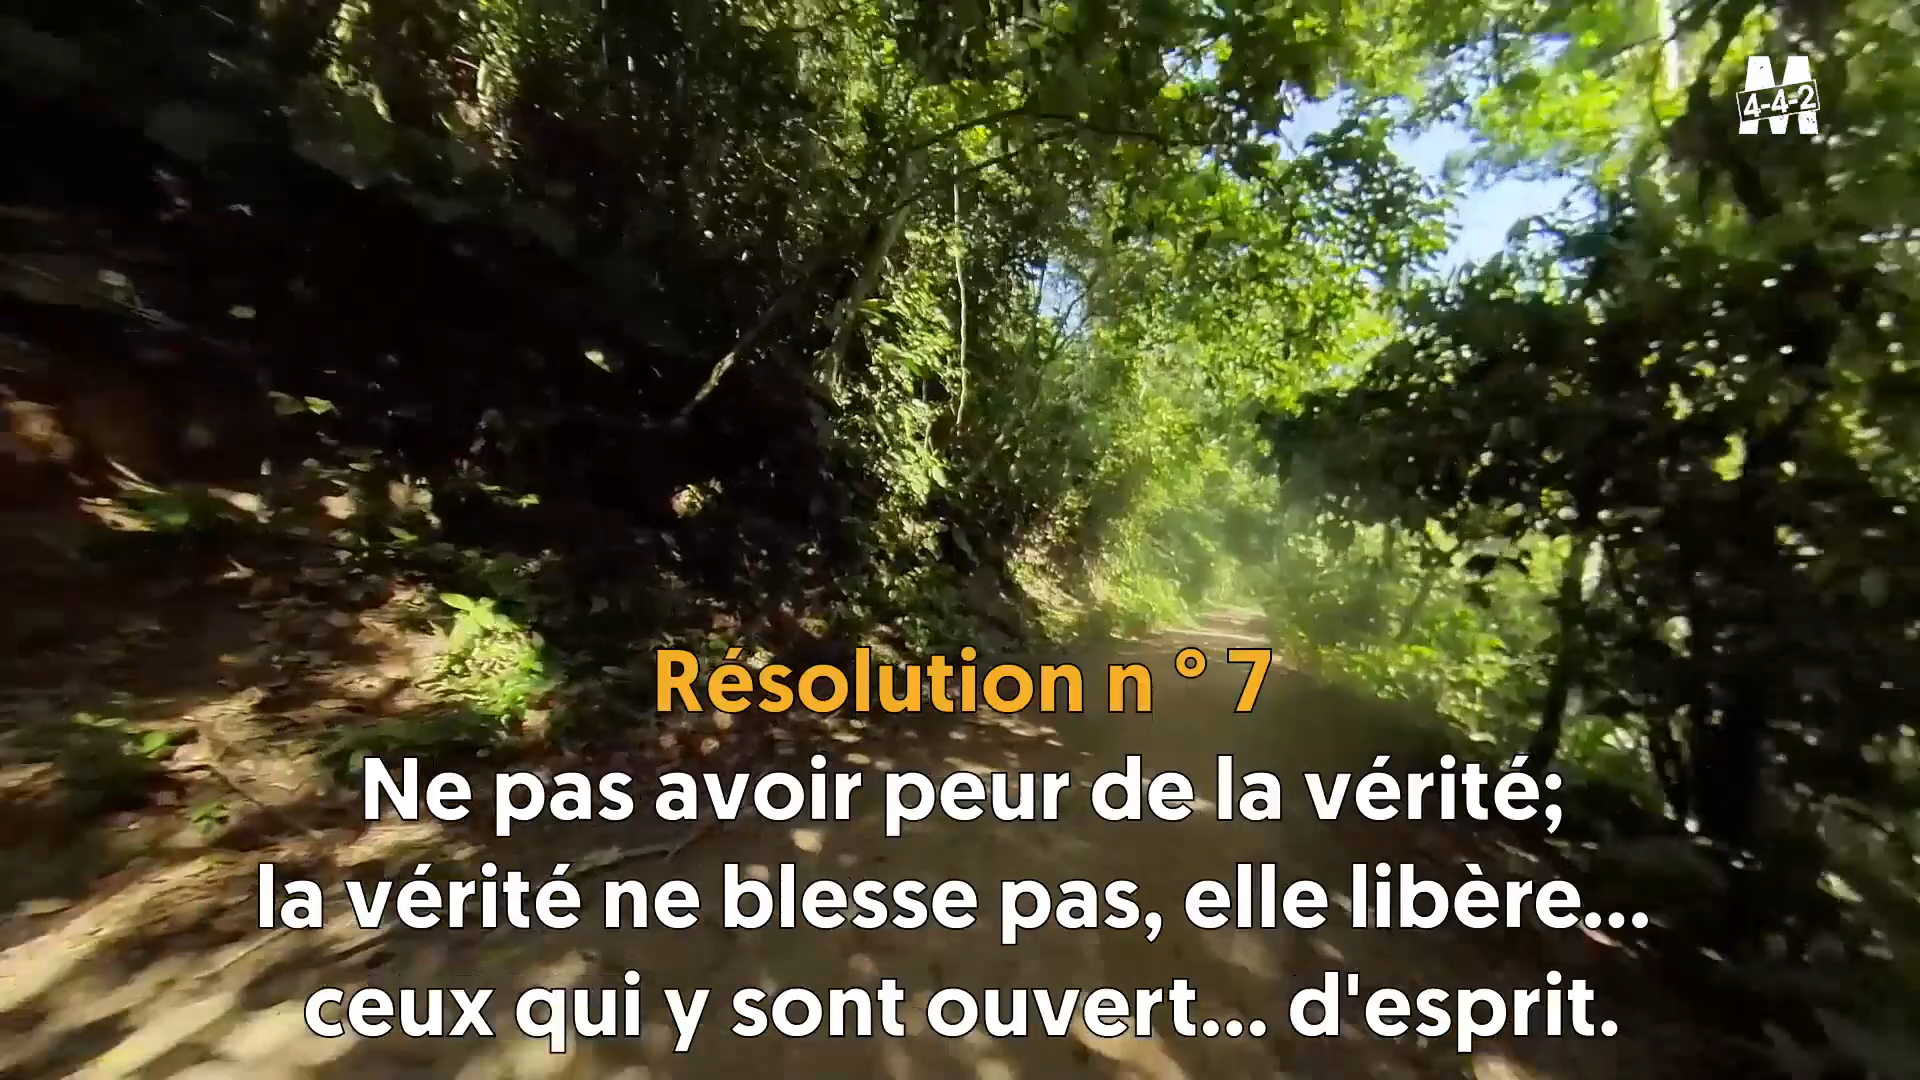 M
4-4-2
Résolution n ° 7
Ne pas avoir peur de la vérité;
la vérité ne blesse pas, elle libère...
ceux qui y sont ouvert... d'esprit.